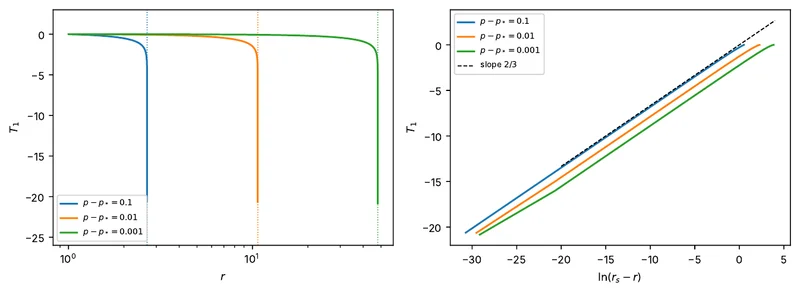 0
−5
−10
−15
−20
−25
T₁
p − p⋆ = 0.1
p − p⋆ = 0.01
p − p⋆ = 0.001
10⁰
10¹
r
0
−5
−10
−15
−20
T₁
p − p⋆ = 0.1
p − p⋆ = 0.01
p − p⋆ = 0.001
slope 2/3
−30
−25
−20
−15
−10
−5
0
5
ln(rₛ − r)